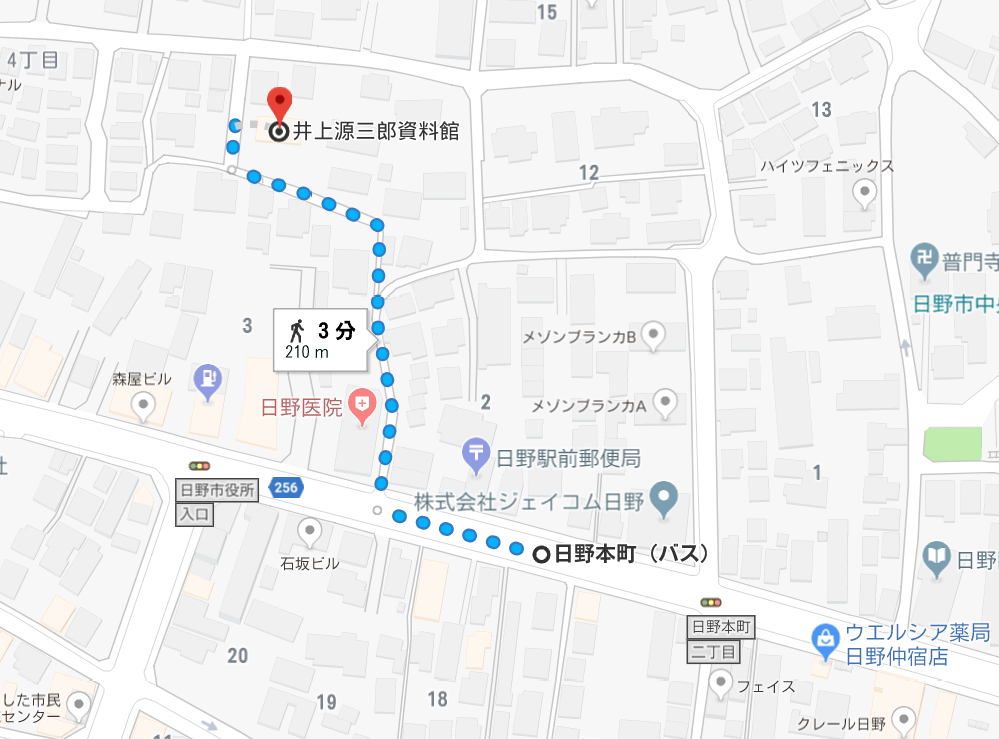 15
4丁目
ナル
13
井上源三郎資料館
12
ハイツフェニックス
普門寺
日野市中央
3
3 分
210 m
メゾンブランカB
森屋ビル
日野医院
2
メゾンブランカA
日野駅前郵便局
1
社
日野市役所
入口
256
株式会社ジェイコム日野
石坂ビル
日野本町（バス）
日野
日野本町
二丁目
ウエルシア薬局
日野仲宿店
20
19
18
フェイス
した市民
センター
クレール日野
11